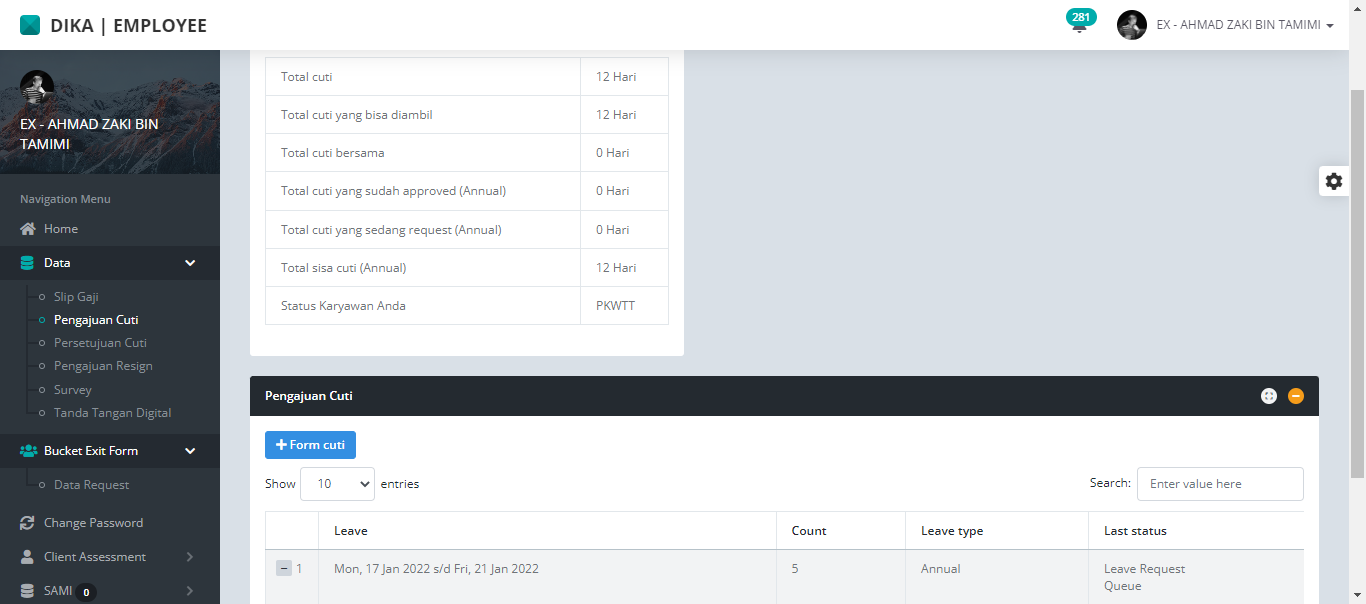 DIKA | EMPLOYEE
281
EX - AHMAD ZAKI BIN TAMIMI
EX - AHMAD ZAKI BIN
TAMIMI
Navigation Menu
Home
Data
Slip Gaji
Pengajuan Cuti
Persetujuan Cuti
Pengajuan Resign
Survey
Tanda Tangan Digital
Bucket Exit Form
Data Request
Change Password
Client Assessment
SAMI 0
Total cuti 12 Hari
Total cuti yang bisa diambil 12 Hari
Total cuti bersama 0 Hari
Total cuti yang sudah approved (Annual) 0 Hari
Total cuti yang sedang request (Annual) 0 Hari
Total sisa cuti (Annual) 12 Hari
Status Karyawan Anda PKWTT
Pengajuan Cuti
+ Form cuti
Show 10 entries
Search: Enter value here
Leave Count Leave type Last status
1 Mon, 17 Jan 2022 s/d Fri, 21 Jan 2022 5 Annual Leave Request
Queue